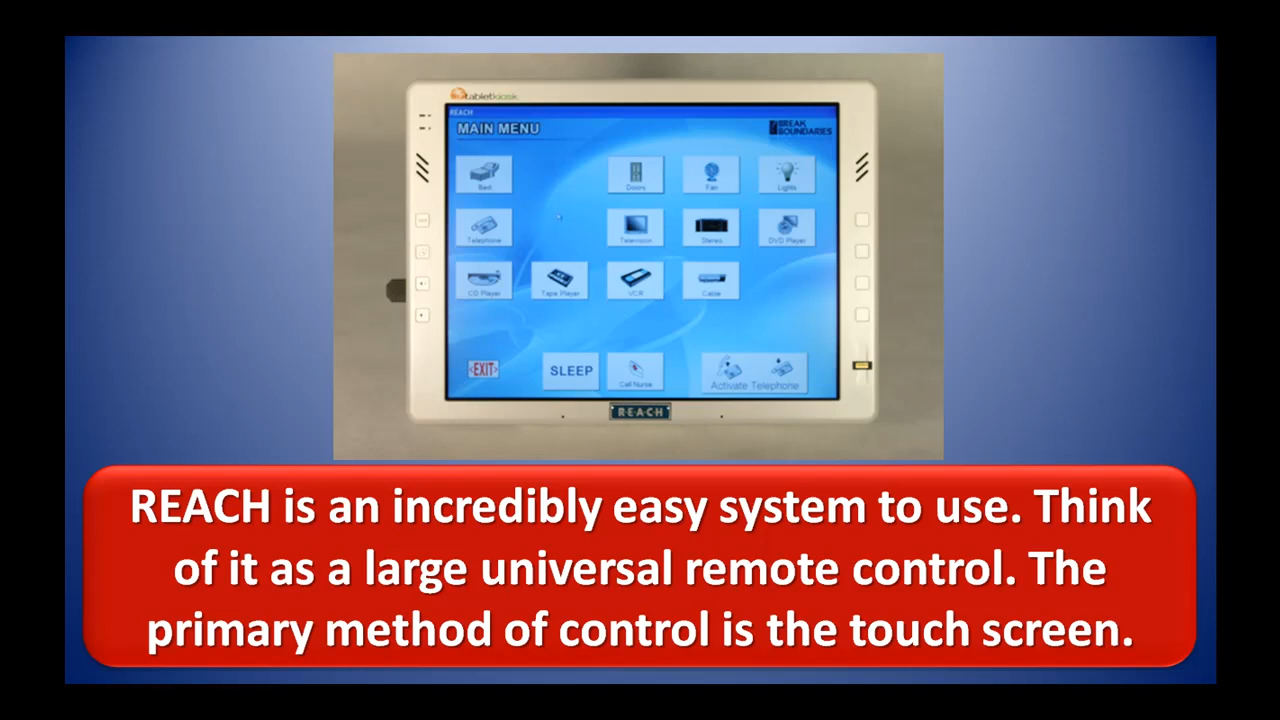 tabletkiosk
REACH
MAIN MENU
BREAK
BOUNDARIES
Bed
Doors
Fan
Lights
Telephone
Television
Stereo
DVD Player
CD Player
Tape Player
VCR
Cable
<EXIT>
SLEEP
Call Nurse
Activate Telephone
REACH
REACH is an incredibly easy system to use. Think
of it as a large universal remote control. The
primary method of control is the touch screen.